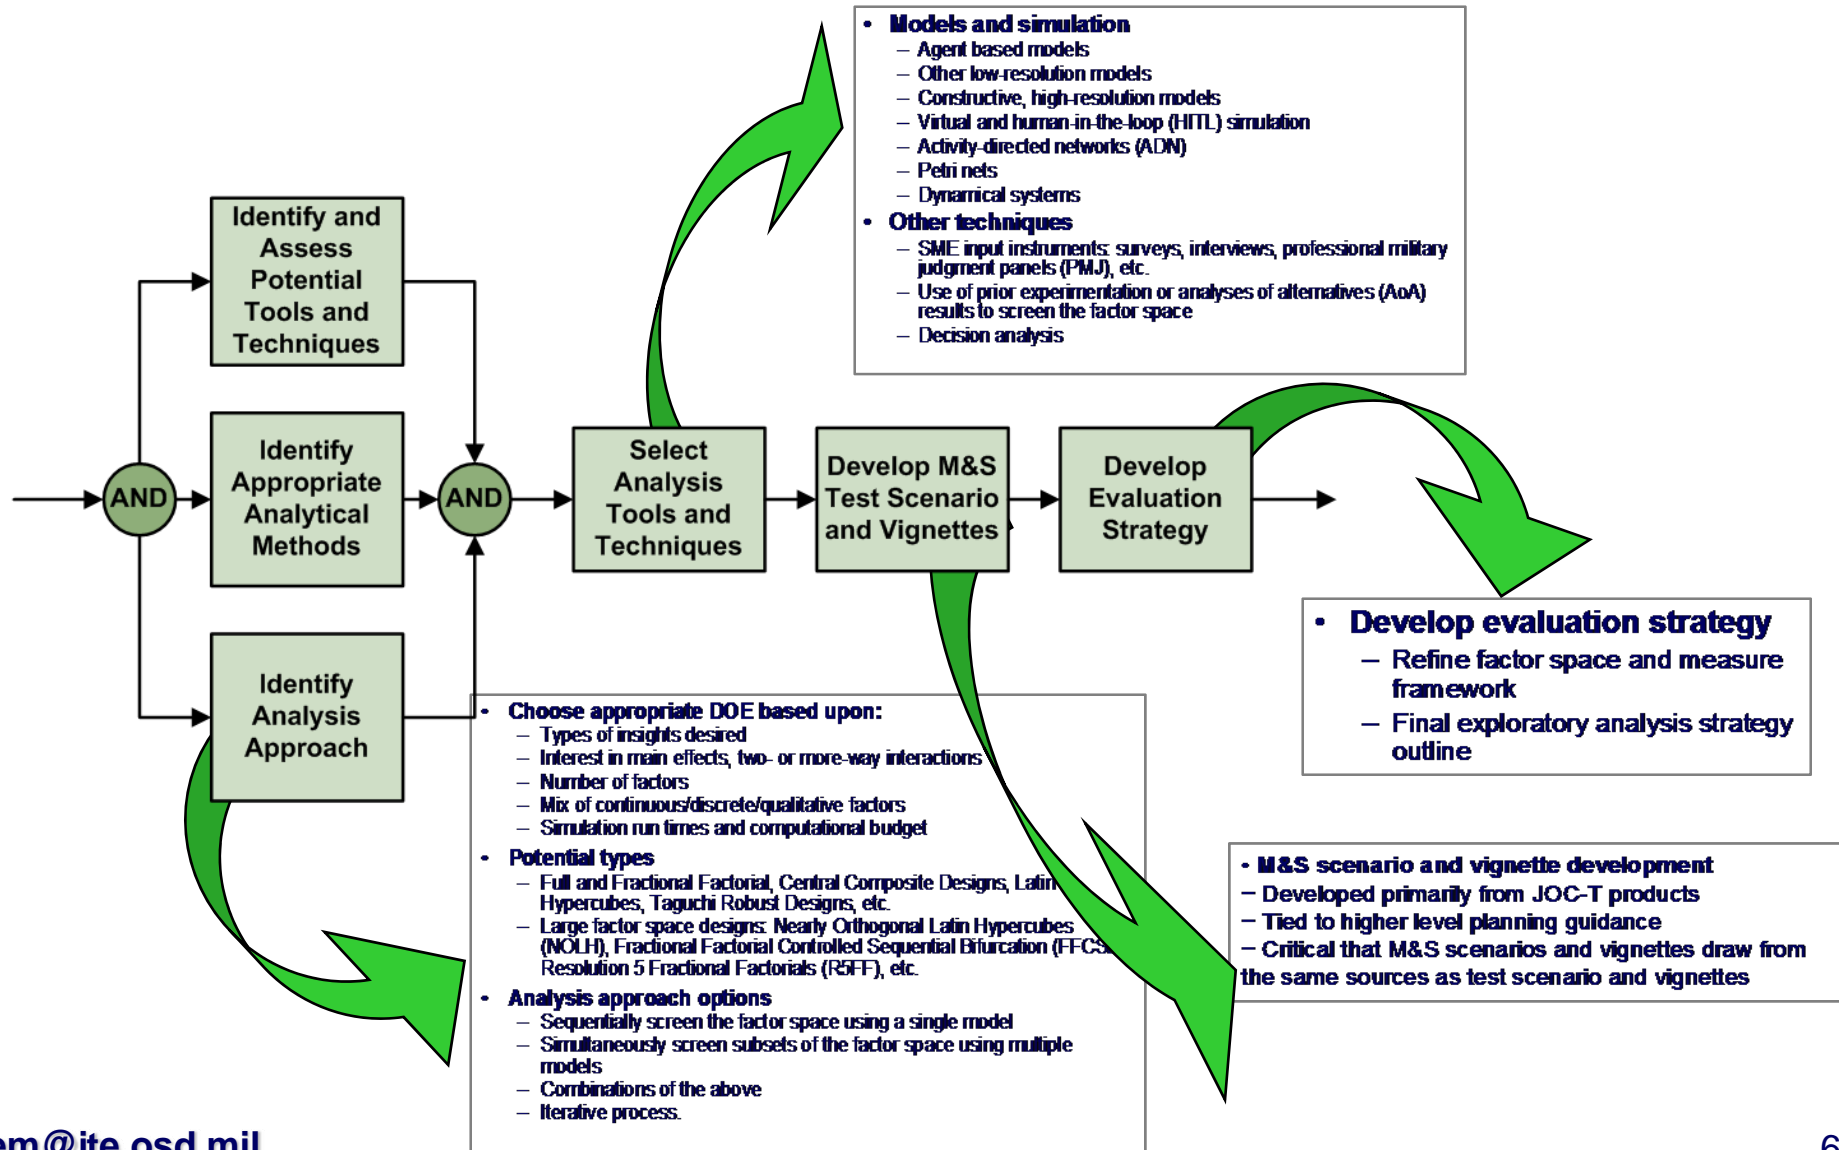 • Models and simulation
– Agent based models
– Other low-resolution models
– Constructive, high-resolution models
– Virtual and human-in-the-loop (HITL) simulation
– Activity-directed networks (ADN)
– Petri nets
– Dynamical systems
• Other techniques
– SME input instruments: surveys, interviews, professional military
judgment panels (PMJ), etc.
– Use of prior experimentation or analyses of alternatives (AoA)
results to screen the factor space
– Decision analysis
Identify and
Assess
Potential
Tools and
Techniques
AND
Identify
Appropriate
Analytical
Methods
AND
Select
Analysis
Tools and
Techniques
Develop M&S
Test Scenario
and Vignettes
Develop
Evaluation
Strategy
Identify
Analysis
Approach
• Develop evaluation strategy
– Refine factor space and measure
framework
– Final exploratory analysis strategy
outline
• Choose appropriate DOE based upon:
– Types of insights desired
– Interest in main effects, two- or more-way interactions
– Number of factors
– Mix of continuous/discrete/qualitative factors
– Simulation run times and computational budget
• Potential types
– Full and Fractional Factorial, Central Composite Designs, Latin
Hypercubes, Taguchi Robust Designs, etc.
– Large factor space designs: Nearly Orthogonal Latin Hypercubes
(NOLH), Fractional Factorial Controlled Sequential Bifurcation
Resolution 5 Fractional Factorials (R5FF), etc.
• Analysis approach options
– Sequentially screen the factor space using a single model
– Simultaneously screen subsets of the factor space using multiple
models
– Combinations of the above
– Iterative process.
• M&S scenario and vignette development
– Developed primarily from JOC-T products
– Tied to higher level planning guidance
– Critical that M&S scenarios and vignettes draw from
the same sources as test scenario and vignettes
em@jte.osd.mil
6